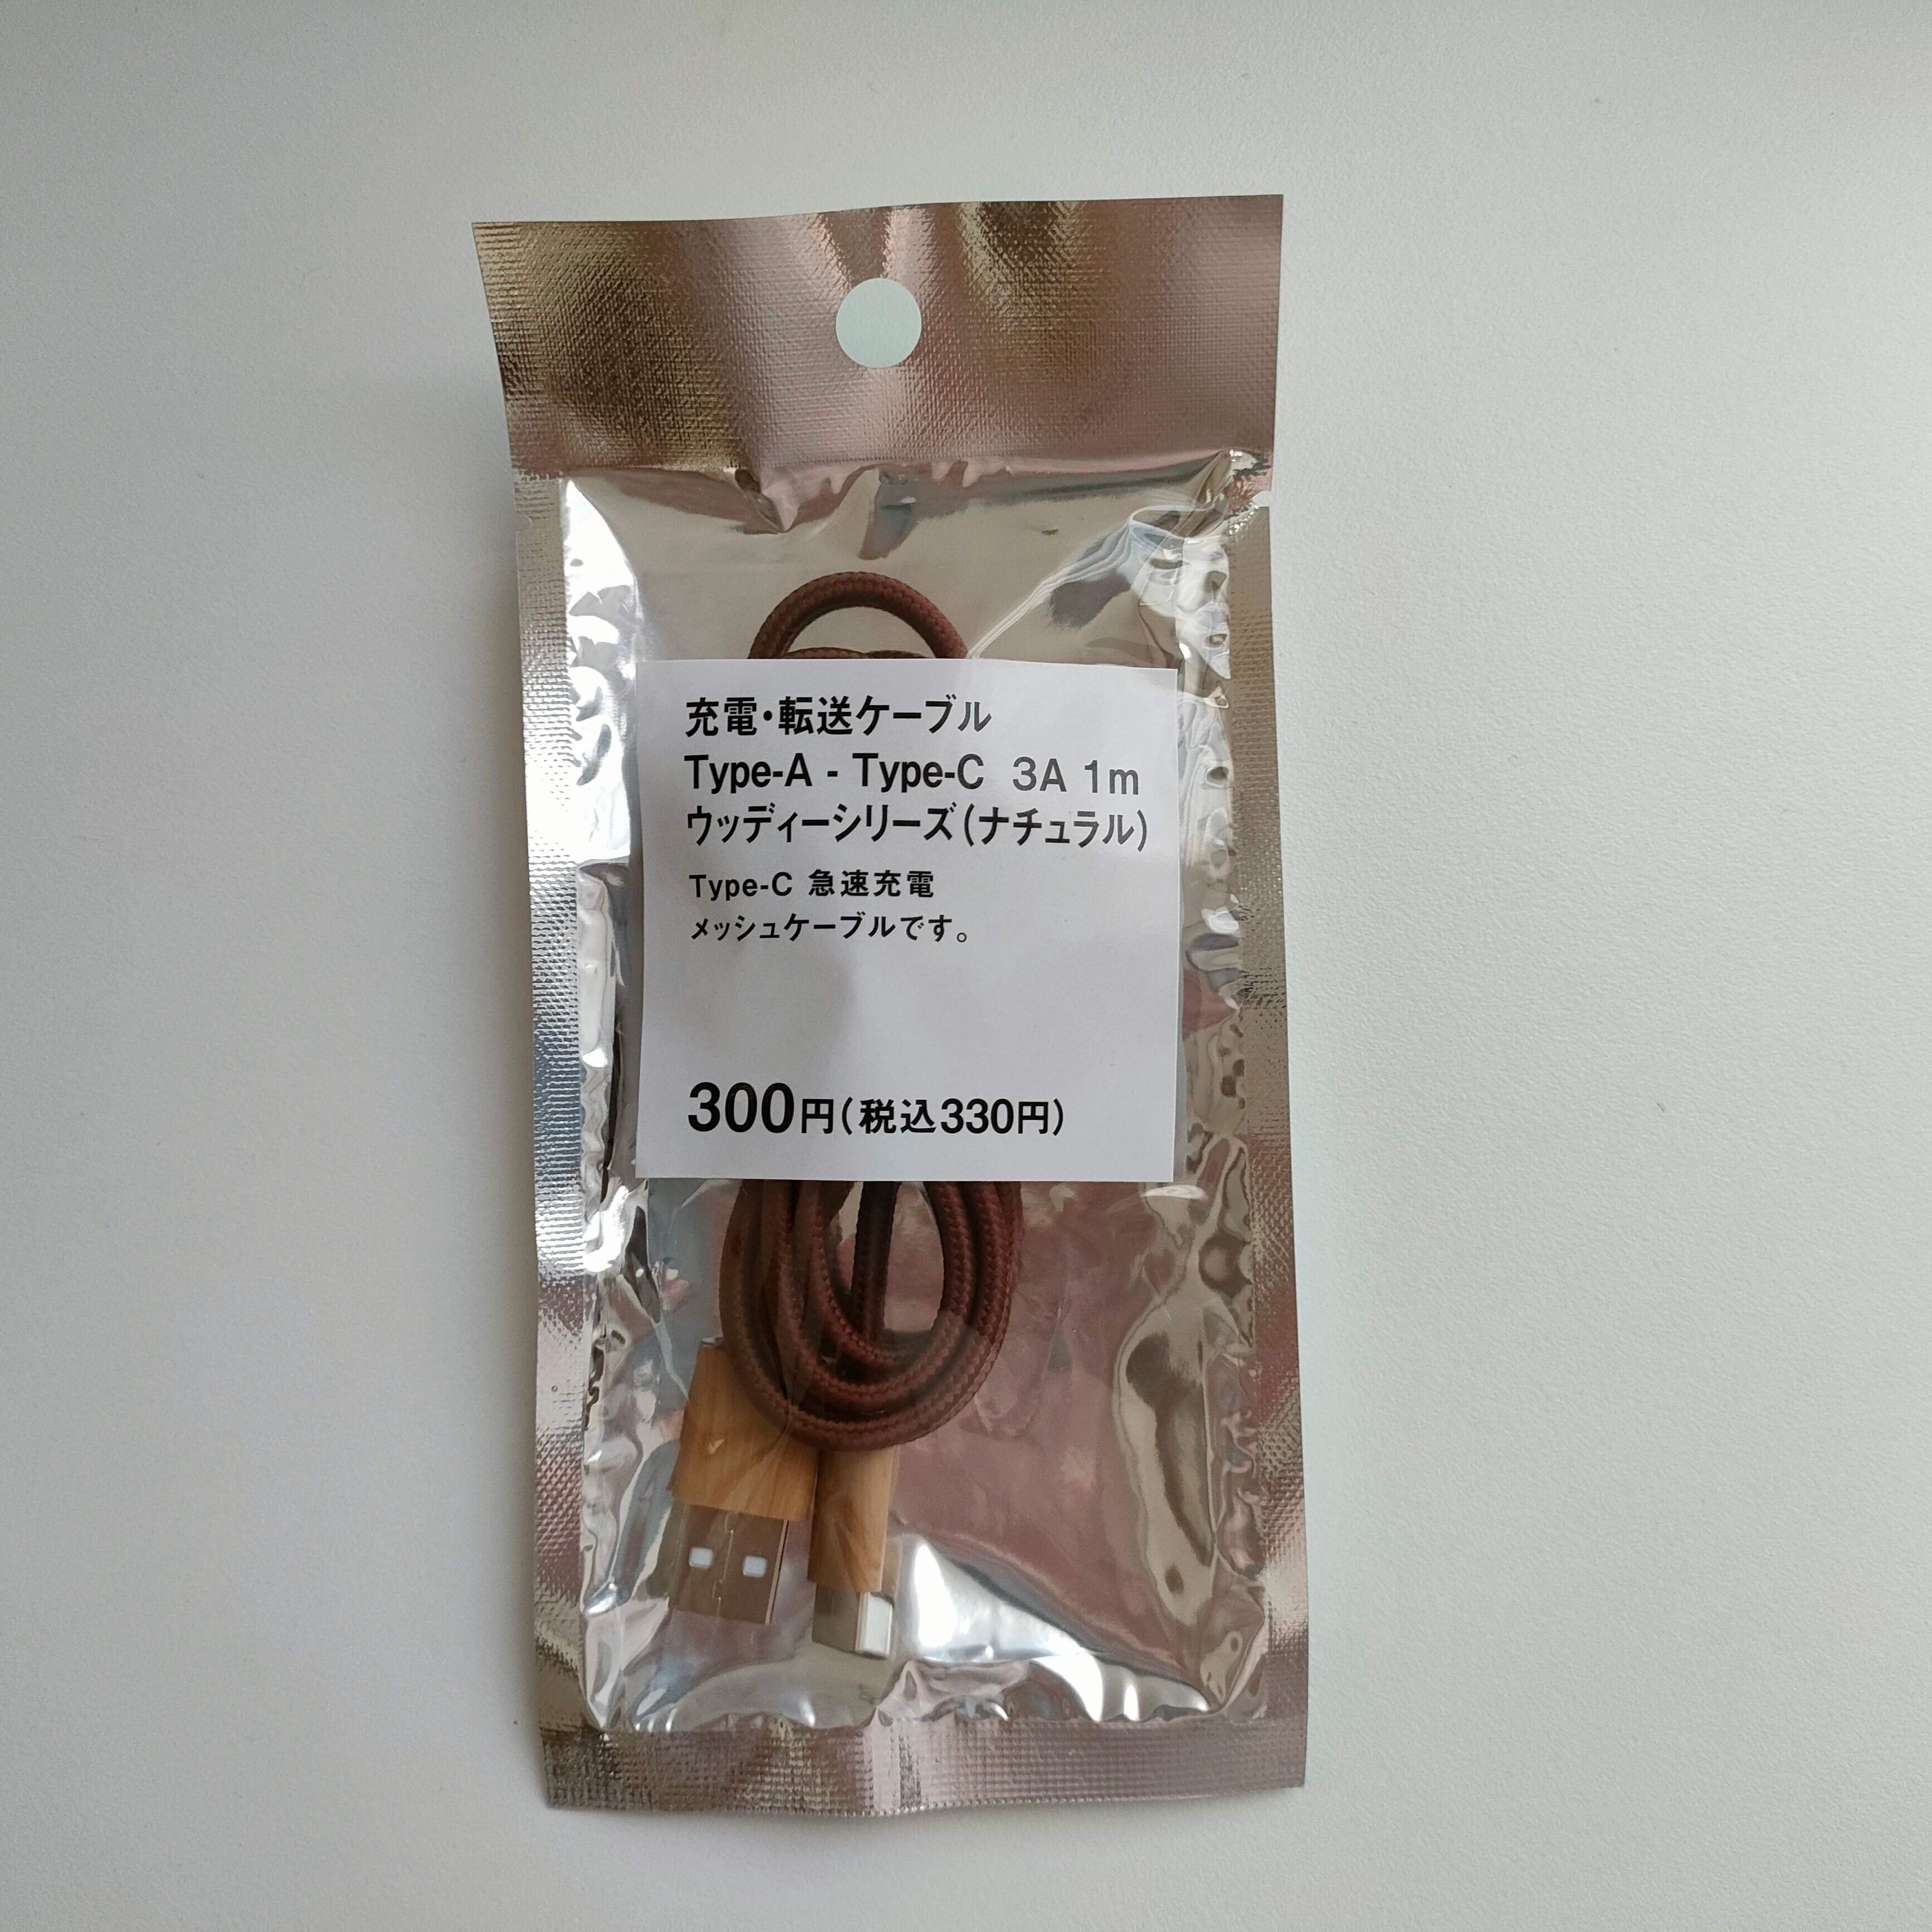 充電・転送ケーブル
Type-A - Type-C 3A 1m
ウッディーシリーズ(ナチュラル)
Type-C 急速充電
メッシュケーブルです。
300円(税込330円)